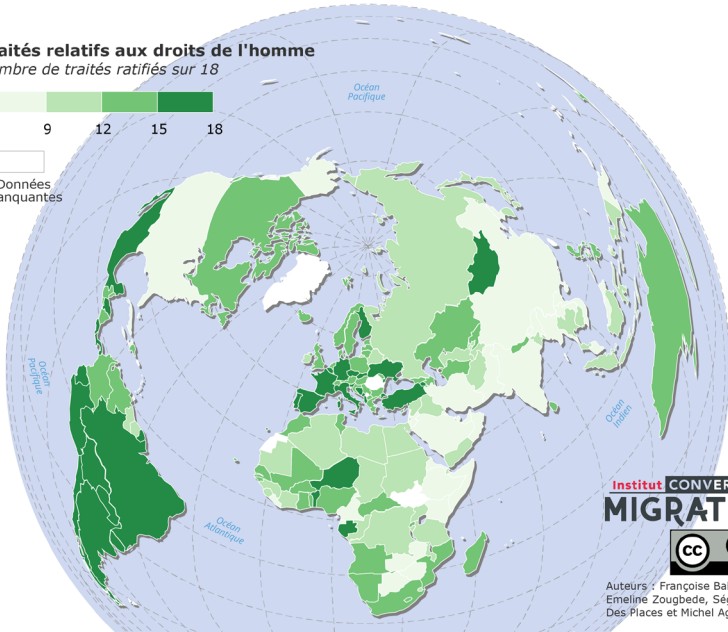 aités relatifs aux droits de l'homme
mbre de traités ratifiés sur 18
9 12 15 18
Données
anquantes
Océan
Pacifique
Océan
Pacifique
Océan
Indien
Océan
Atlantique
Institut CONVER
MIGRAT
cc
Auteurs : Françoise Ba
Emeline Zougbede, Sé
Des Places et Michel A